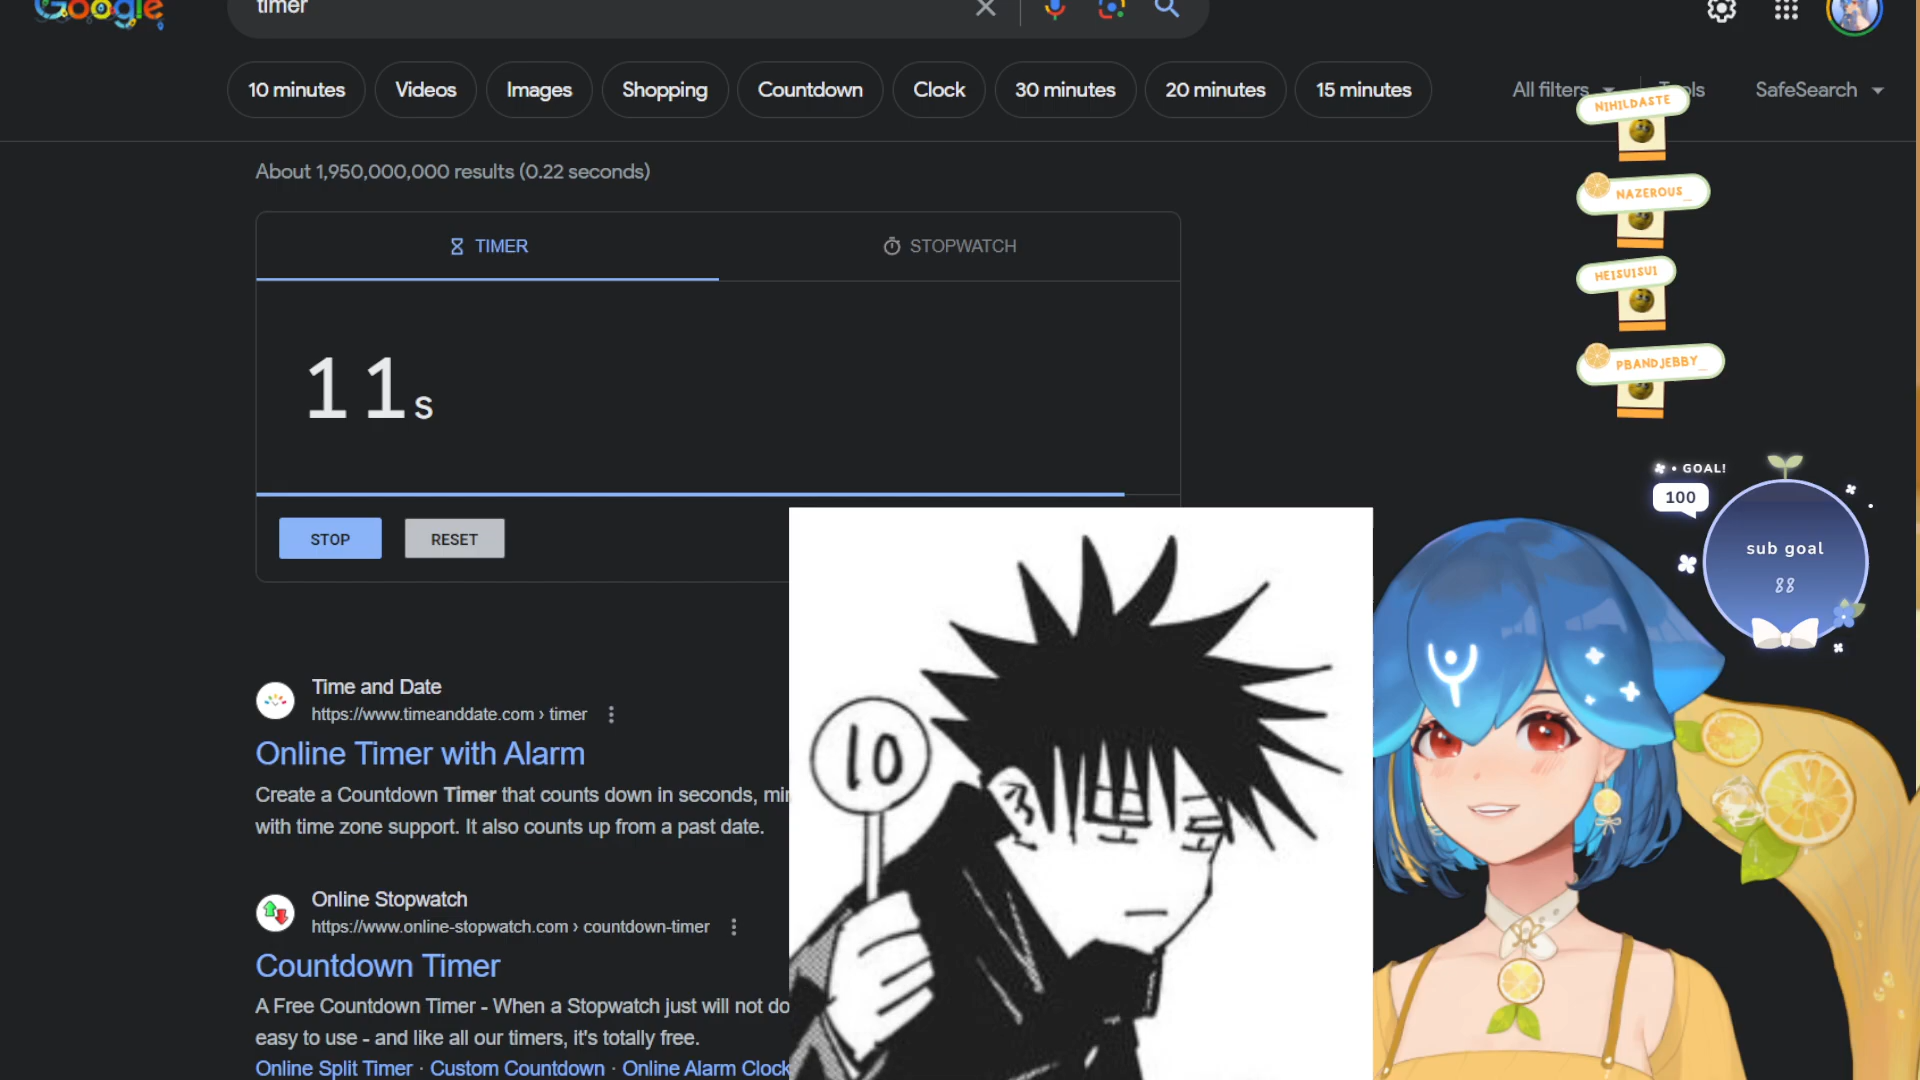 Google
timer
10 minutes
Videos
Images
Shopping
Countdown
Clock
30 minutes
20 minutes
15 minutes
All filters
Tools
SafeSearch
About 1,950,000,000 results (0.22 seconds)
TIMER
STOPWATCH
11s
STOP
RESET
NIHILDASTE
NAZEROUS_
HEISUISUI
PBANDJEBBY_
GOAL!
100
sub goal
88
10
Time and Date
https://www.timeanddate.com › timer
Online Timer with Alarm
Create a Countdown Timer that counts down in seconds,
with time zone support. It also counts up from a past date.
Online Stopwatch
https://www.online-stopwatch.com › countdown-timer
Countdown Timer
A Free Countdown Timer - When a Stopwatch just will not do
easy to use - and like all our timers, it's totally free.
Online Split Timer · Custom Countdown · Online Alarm Clock